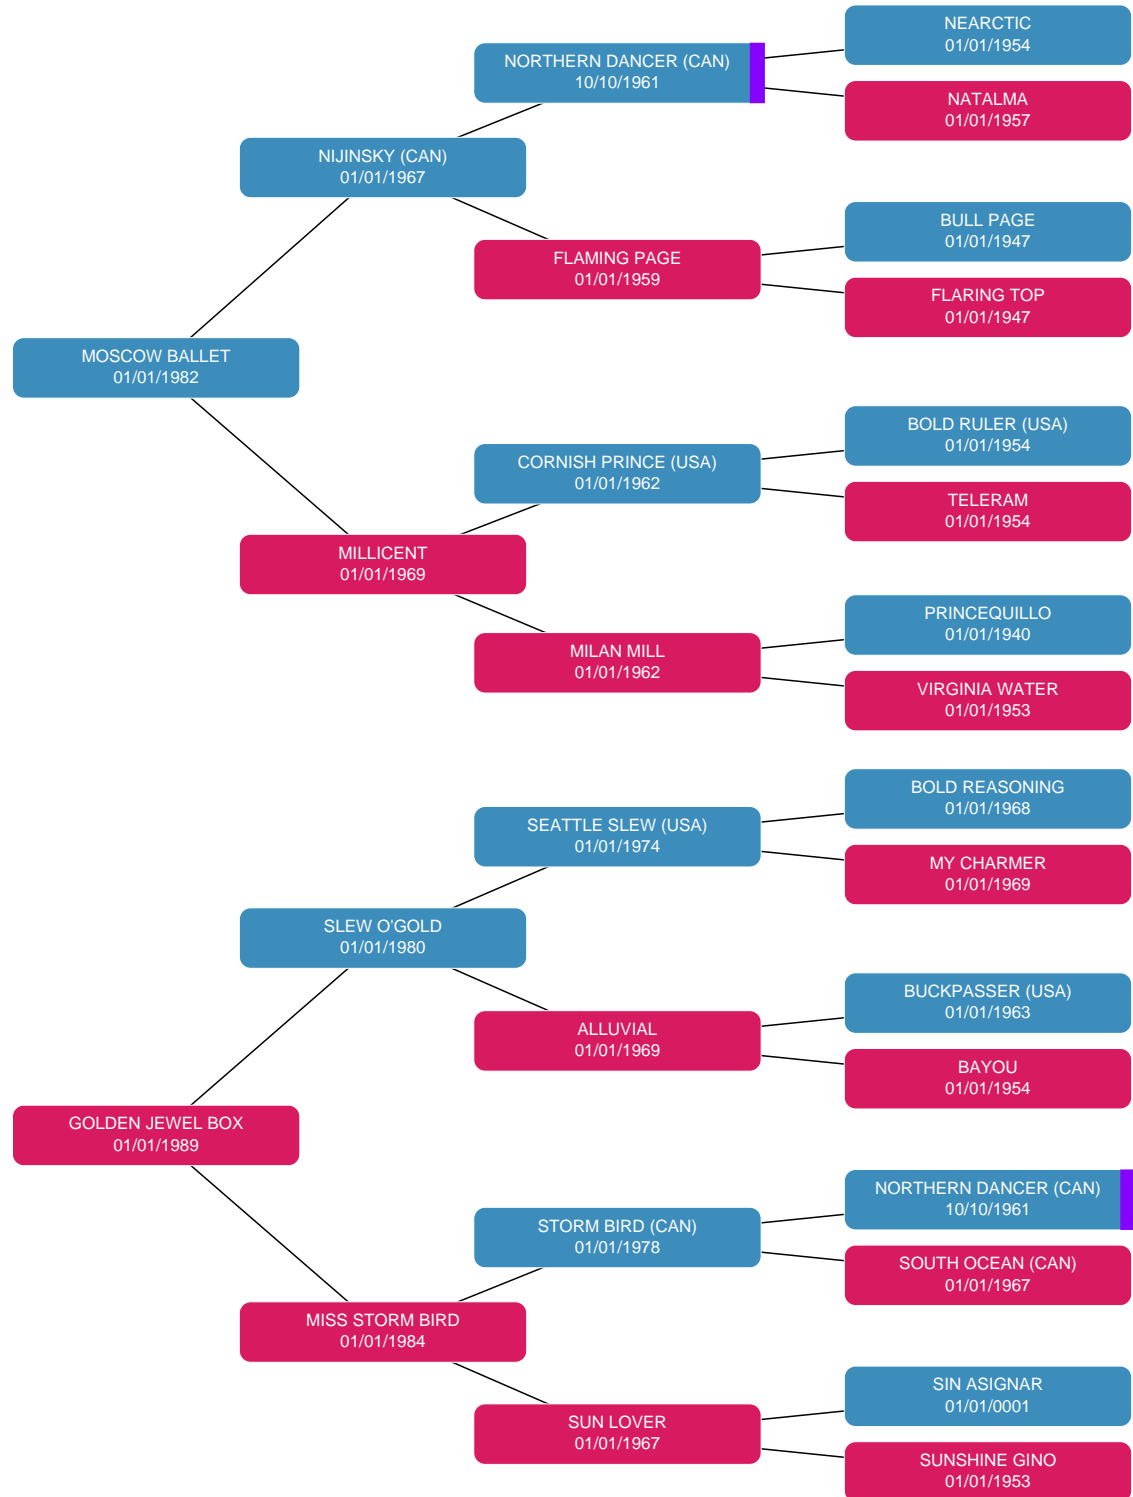 NEARCTIC
01/01/1954
NORTHERN DANCER (CAN)
10/10/1961
NATALMA
01/01/1957
NIJINSKY (CAN)
01/01/1967
BULL PAGE
01/01/1947
FLAMING PAGE
01/01/1959
FLARING TOP
01/01/1947
MOSCOW BALLET
01/01/1982
BOLD RULER (USA)
01/01/1954
CORNISH PRINCE (USA)
01/01/1962
TELERAM
01/01/1954
MILLICENT
01/01/1969
PRINCEQUILLO
01/01/1940
MILAN MILL
01/01/1962
VIRGINIA WATER
01/01/1953
BOLD REASONING
01/01/1968
SEATTLE SLEW (USA)
01/01/1974
MY CHARMER
01/01/1969
SLEW O'GOLD
01/01/1980
BUCKPASSER (USA)
01/01/1963
ALLUVIAL
01/01/1969
BAYOU
01/01/1954
GOLDEN JEWEL BOX
01/01/1989
NORTHERN DANCER (CAN)
10/10/1961
STORM BIRD (CAN)
01/01/1978
SOUTH OCEAN (CAN)
01/01/1967
MISS STORM BIRD
01/01/1984
SIN ASIGNAR
01/01/0001
SUN LOVER
01/01/1967
SUNSHINE GINO
01/01/1953